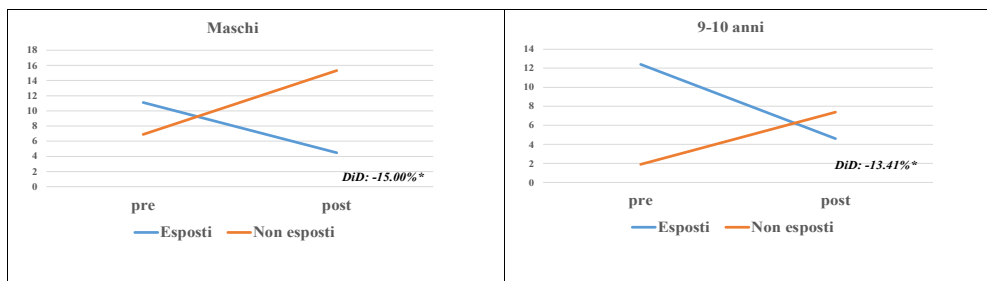 Maschi
18
16
14
12
10
8
6
4
2
0
DiD: -15.00%*
pre post
Esposti Non esposti
9-10 anni
14
12
10
8
6
4
2
0
DiD: -13.41%*
pre post
Esposti Non esposti